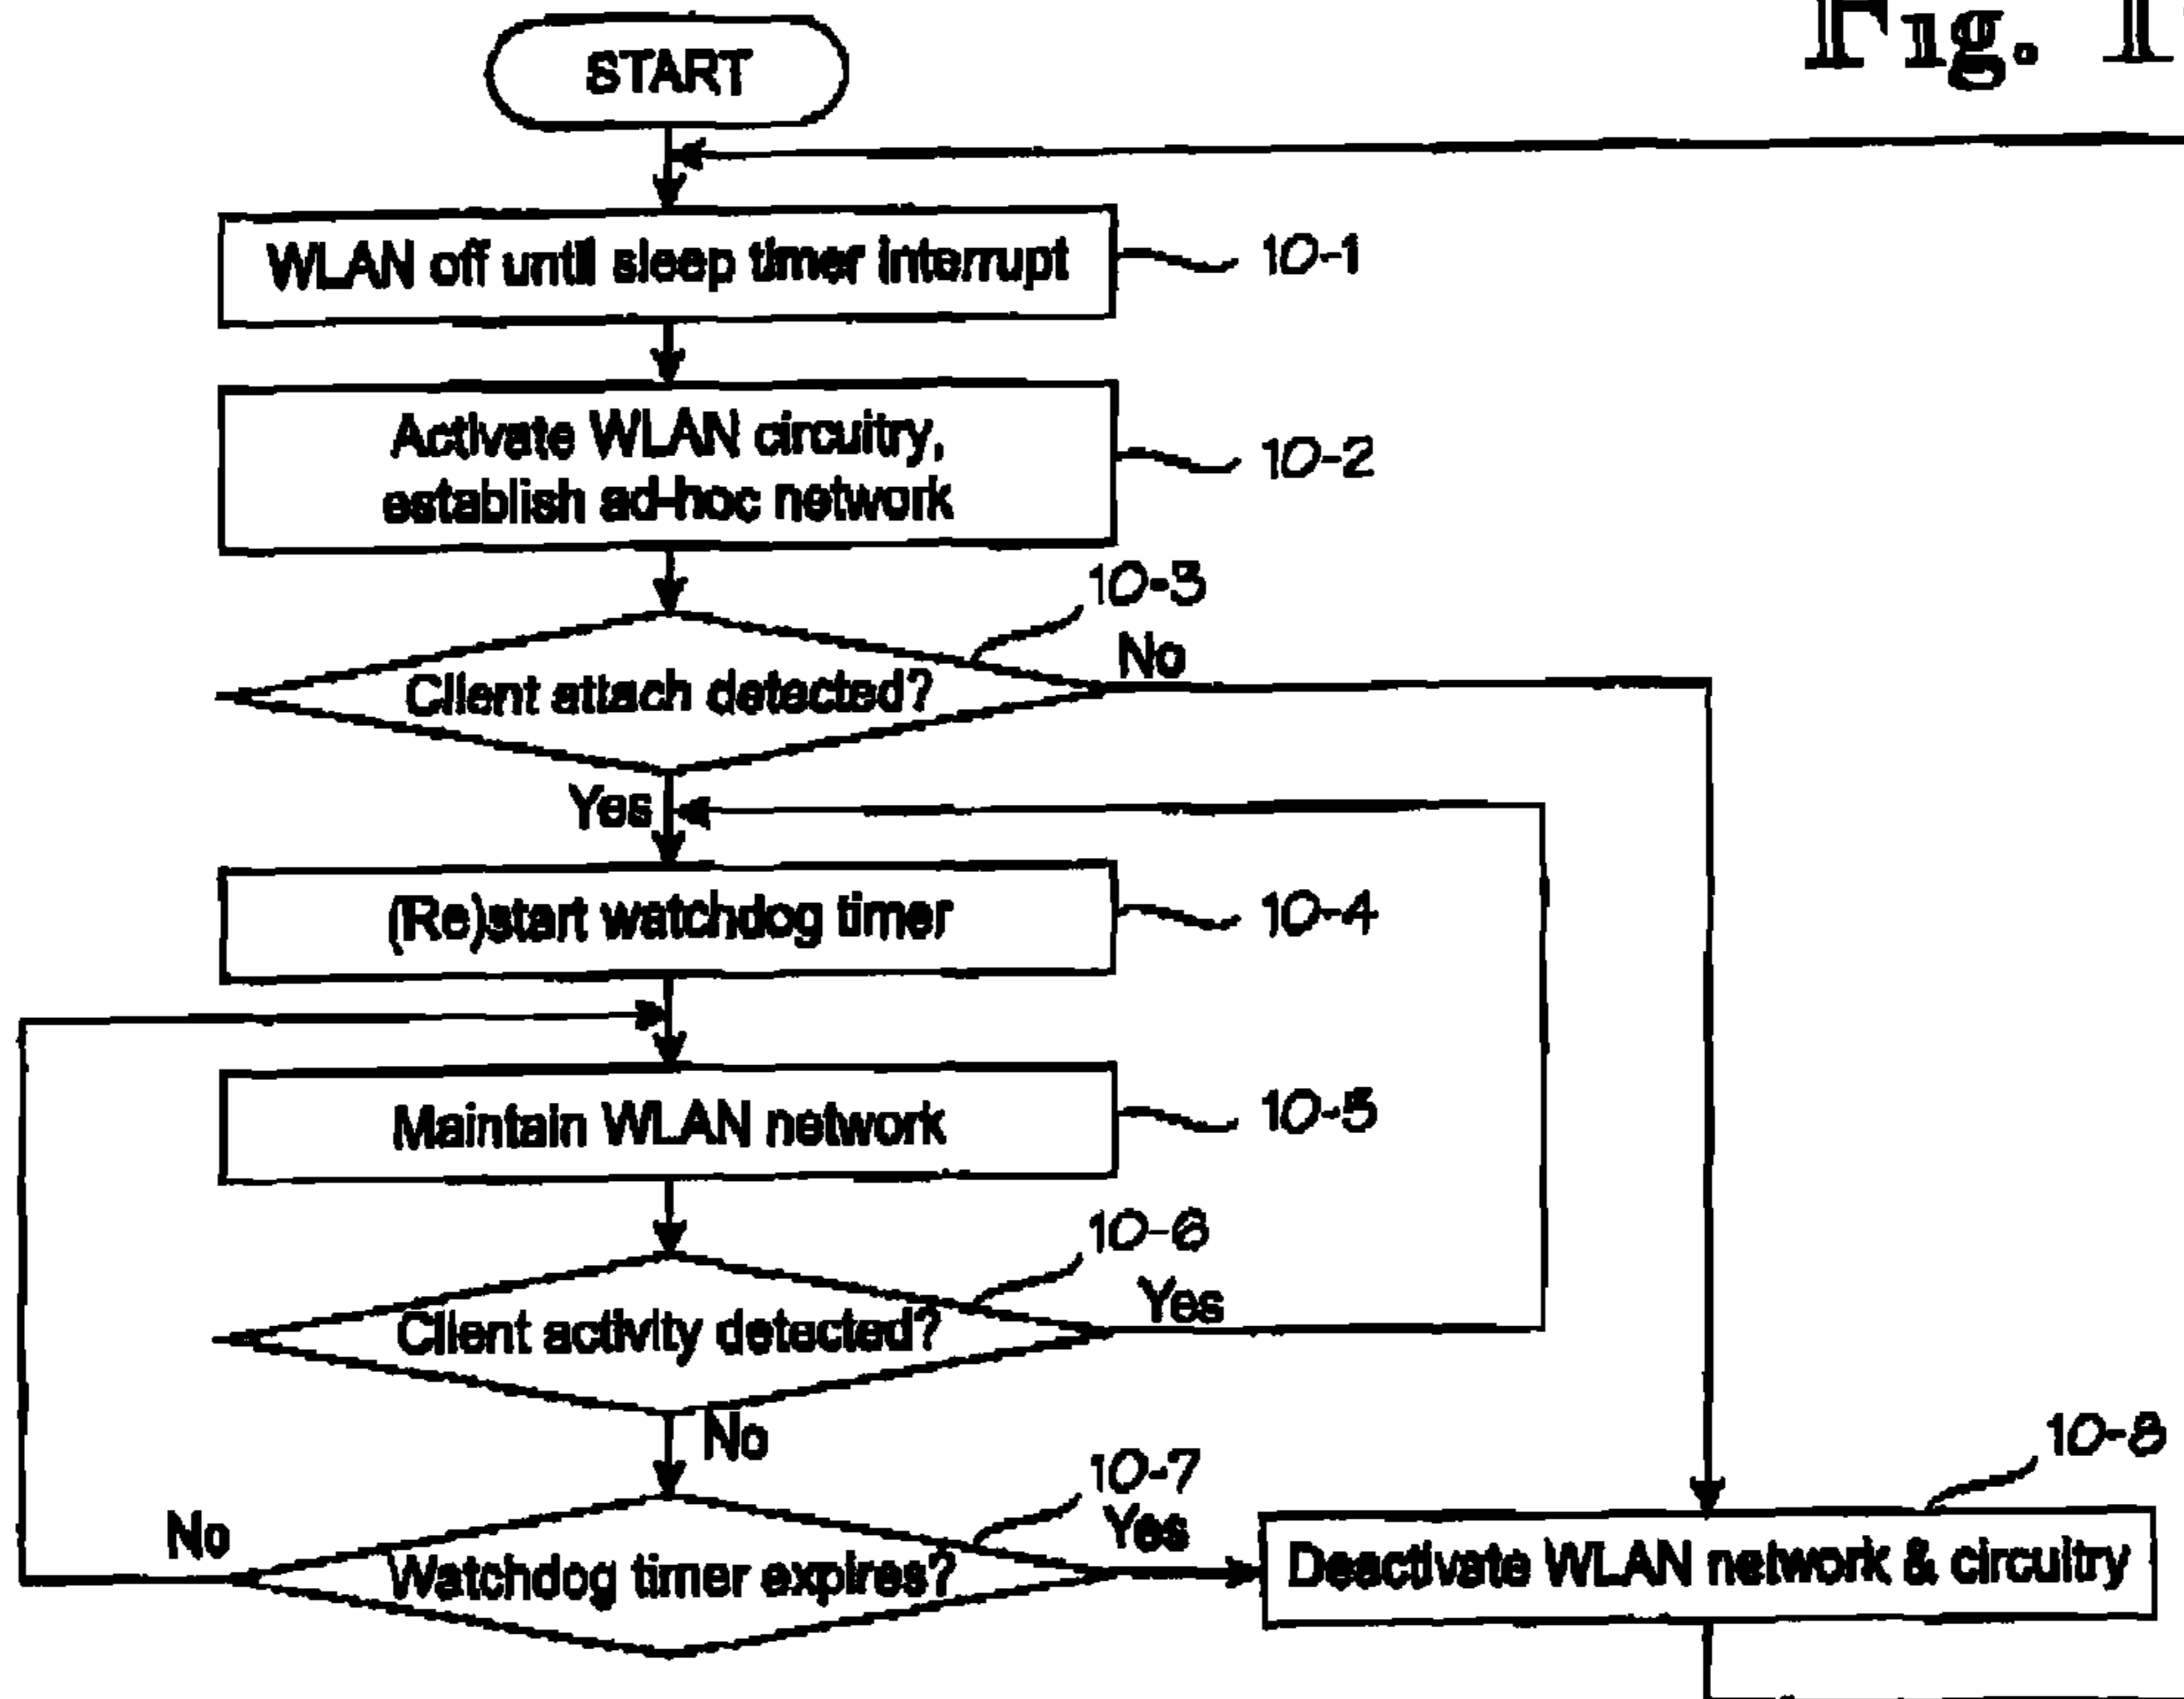 Fig. 1
START
WLAN off until sleep timer interrupt
10-1
Activate WLAN circuitry,
establish ad-hoc network
10-2
10-3
Client attach detected?
No
Yes
(Re)start watchdog timer
10-4
Maintain WLAN network
10-5
10-6
Client activity detected?
Yes
No
10-7
No
Watchdog timer expires?
Yes
10-8
Deactivate WLAN network & circuitry